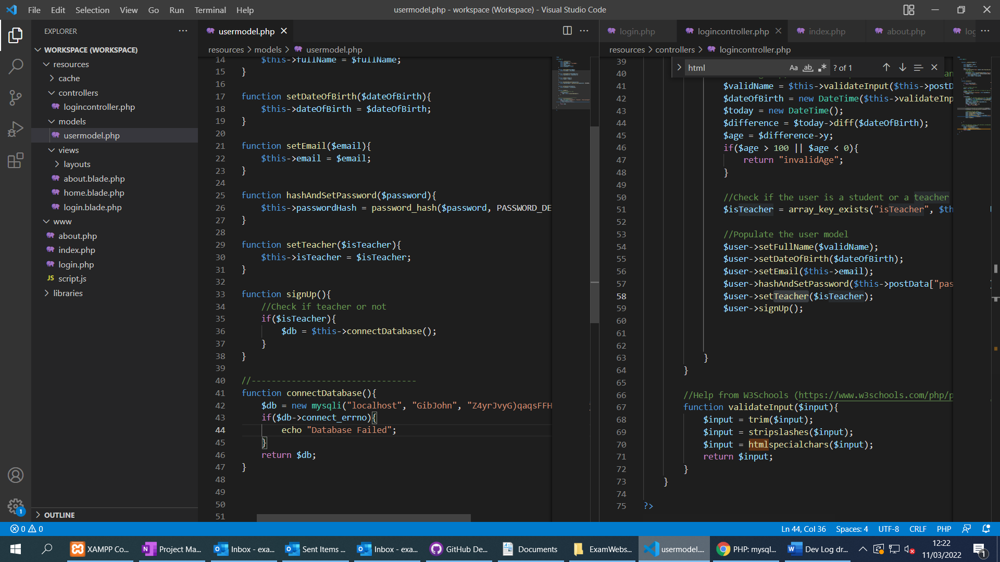 File Edit Selection View Go Run Terminal Help
usermodel.php - workspace (Workspace) - Visual Studio Code
EXPLORER
WORKSPACE (WORKSPACE)
resources
cache
controllers
logincontroller.php
models
usermodel.php
views
layouts
about.blade.php
home.blade.php
login.blade.php
www
about.php
index.php
login.php
JS script.js
libraries
OUTLINE
1
usermodel.php
resources > models > usermodel.php
14 $this->fullName = $fullName;
15 }
16
17 function setDateOfBirth($dateOfBirth){
18 $this->dateOfBirth = $dateOfBirth;
19 }
20
21 function setEmail($email){
22 $this->email = $email;
23 }
24
25 function hashAndSetPassword($password){
26 $this->passwordHash = password_hash($password, PASSWORD_DE
27 }
28
29 function setTeacher($isTeacher){
30 $this->isTeacher = $isTeacher;
31 }
32
33 function signUp(){
34 //Check if teacher or not
35 if($isTeacher){
36 $db = $this->connectDatabase();
37 }
38 }
39
40 //---------------------------------
41 function connectDatabase(){
42 $db = new mysqli("localhost", "GibJohn", "Z4yrJvyG)qaqsFFH
43 if($db->connect_errno){
44 echo "Database Failed";
45 }
46 return $db;
47 }
48
49
50
51
login.php logincontroller.php index.php about.php log
resources > controllers > logincontroller.php
html Aa ab .* ? of 1
39
40 an
41 $validName = $this->validateInput($this->postD
42 $dateOfBirth = new DateTime($this->validateInp
43 $today = new DateTime();
44 $difference = $today->diff($dateOfBirth);
45 $age = $difference->y;
46 if($age > 100 || $age < 0){
47 return "invalidAge";
48 }
49
50 //Check if the user is a student or a teacher
51 $isTeacher = array_key_exists("isTeacher", $th
52
53 //Populate the user model
54 $user->setFullName($validName);
55 $user->setDateOfBirth($dateOfBirth);
56 $user->setEmail($this->email);
57 $user->hashAndSetPassword($this->postData["pas
58 $user->setTeacher($isTeacher);
59 $user->signUp();
60
61
62
63 }
64 }
65
66 //Help from W3Schools (https://www.w3schools.com/php/p
67 function validateInput($input){
68 $input = trim($input);
69 $input = stripslashes($input);
70 $input = htmlspecialchars($input);
71 return $input;
72 }
73 }
74
75 ?>
0 0
Ln 44, Col 36 Spaces: 4 UTF-8 CRLF PHP
XAMPP Co... Project Ma... Inbox - exa... Sent Items ... Inbox - exa... GitHub De... Documents ExamWebs... usermodel.... PHP: mysql... Dev Log dr...
12:22
11/03/2022
1